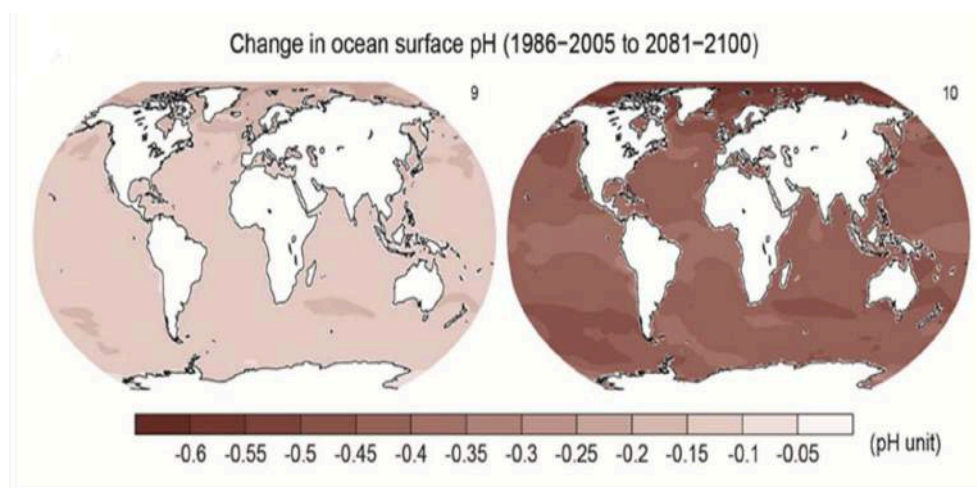 Change in ocean surface pH (1986−2005 to 2081−2100)
9
10
-0.6 -0.55 -0.5 -0.45 -0.4 -0.35 -0.3 -0.25 -0.2 -0.15 -0.1 -0.05
(pH unit)